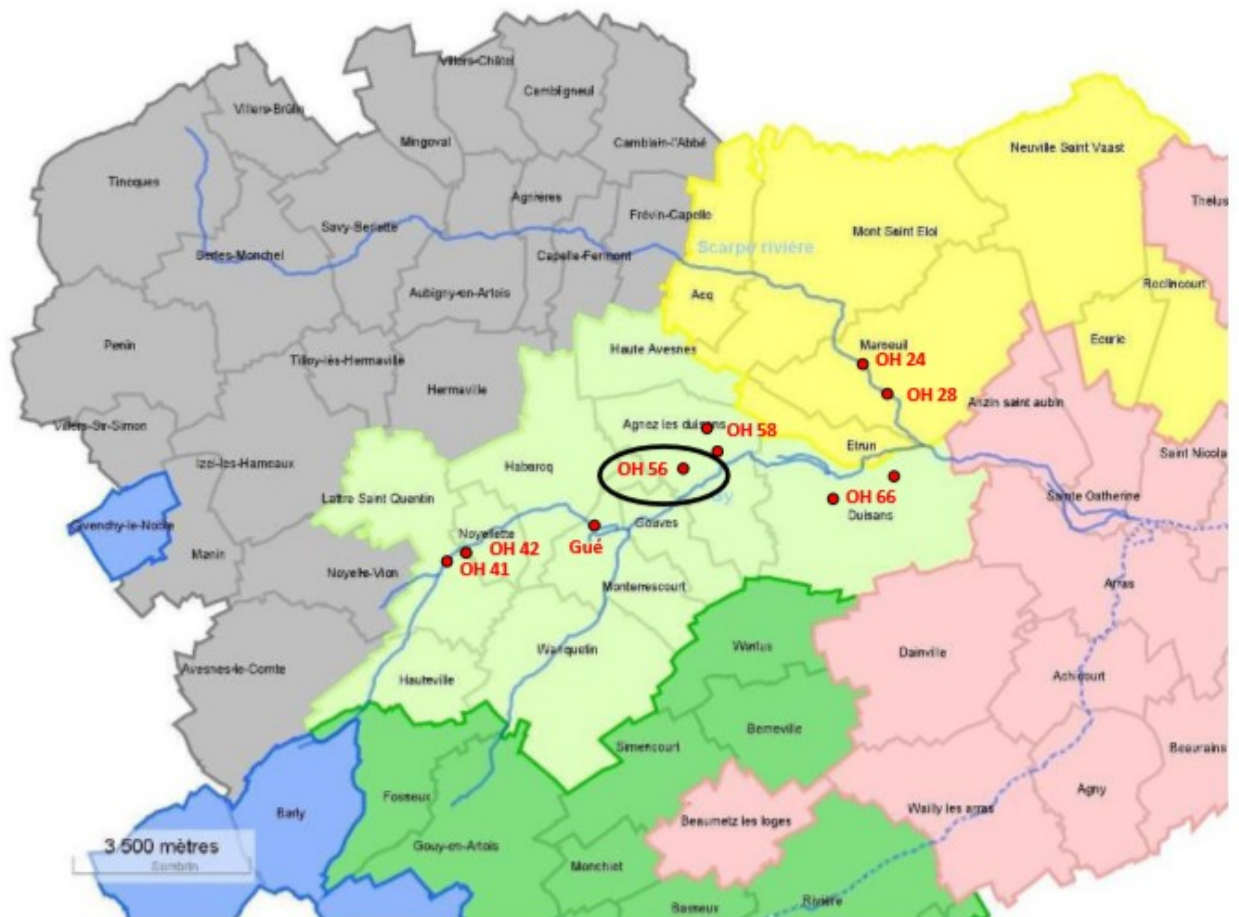 Villers-Châtel
Cambligneul
Villers-Brûlin
Mingoval
Camblain-l'Abbé
Neuville Saint Vaast
Tincques
Agnières
Thélus
Savy-Berlette
Frévin-Capelle
Mont Saint Eloi
Scarpe rivière
Berles-Monchel
Capelle-Fermont
Roclincourt
Aubigny-en-Artois
Acq
Penin
Haute Avesnes
Maroeuil
Ecurie
Tilloy-lès-Hermaville
OH 24
Hermaville
OH 28
Anzin saint aubin
Villers-Sir-Simon
Agnez les duisans
OH 58
Etrun
Saint Nicola
Izel-les-Hameaux
Habarcq
OH 56
Lattre Saint Quentin
Sainte Catherine
OH 66
Duisans
Givenchy-le-Noble
Gouves
Noyellette
OH 42
Gué
Manin
Noyelle-Vion
OH 41
Montenescourt
Arras
Wanquetin
Warlus
Dainville
Avesnes-le-Comte
Hauteville
Achicourt
Berneville
Simencourt
Beaurains
Fosseux
Agny
Barly
Wailly les arras
Beaumetz les loges
3 500 mètres
Gouy-en-Artois
Sombrin
Monchiet
Rivière
Basseux